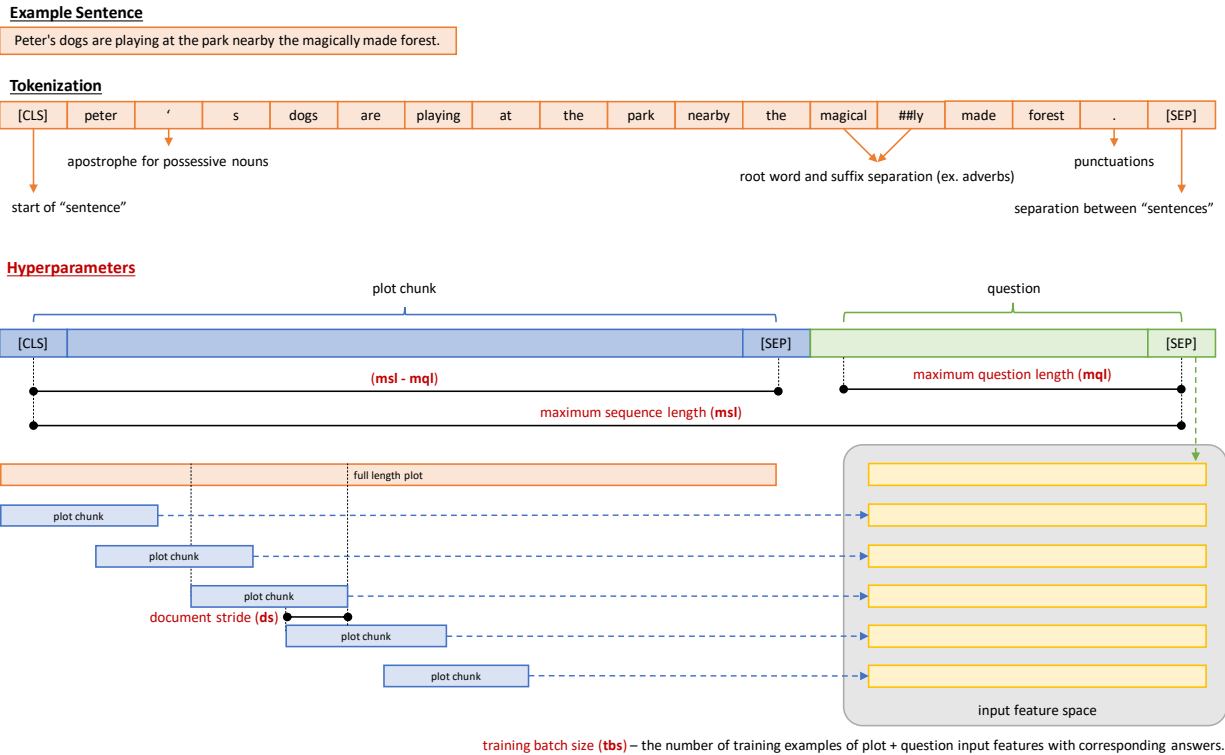 Example Sentence
Peter's dogs are playing at the park nearby the magically made forest.
Tokenization
[CLS] peter ‘ s dogs are playing at the park nearby the magical ##ly made forest . [SEP]
apostrophe for possessive nouns
punctuations
root word and suffix separation (ex. adverbs)
start of “sentence”
separation between “sentences”
Hyperparameters
plot chunk
question
[CLS] [SEP] [SEP]
(msl - mql)
maximum question length (mql)
maximum sequence length (msl)
full length plot
plot chunk
plot chunk
plot chunk
document stride (ds)
plot chunk
plot chunk
input feature space
training batch size (tbs) – the number of training examples of plot + question input features with corresponding answers.